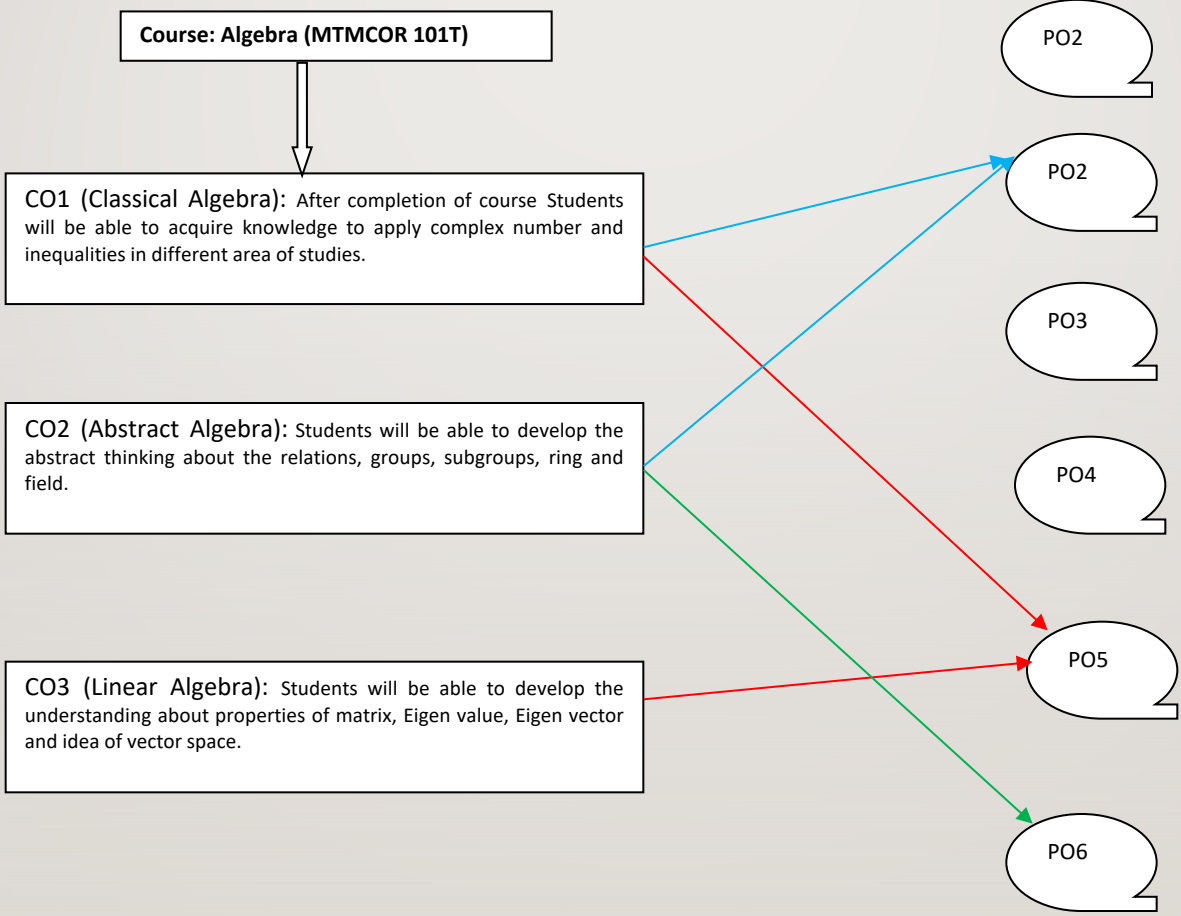 Course: Algebra (MTMCOR 101T)
PO2
CO1 (Classical Algebra): After completion of course Students
will be able to acquire knowledge to apply complex number and
inequalities in different area of studies.
PO2
PO3
CO2 (Abstract Algebra): Students will be able to develop the
abstract thinking about the relations, groups, subgroups, ring and
field.
PO4
CO3 (Linear Algebra): Students will be able to develop the
understanding about properties of matrix, Eigen value, Eigen vector
and idea of vector space.
PO5
PO6